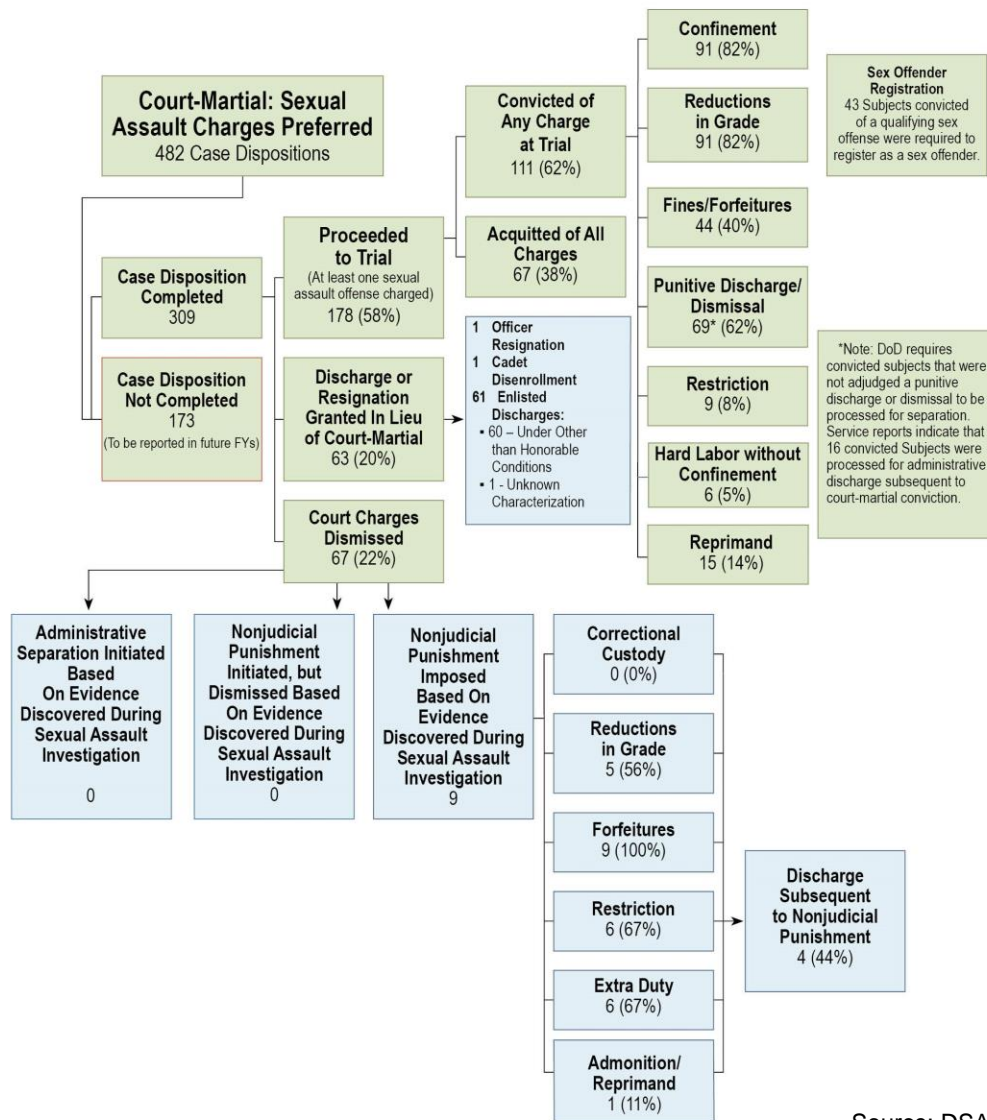 Court-Martial: Sexual
Assault Charges Preferred
482 Case Dispositions
Case Disposition
Completed
309
Case Disposition
Not Completed
173
(To be reported in future FYs)
Proceeded
to Trial
(At least one sexual
assault offense charged)
178 (58%)
Discharge or
Resignation
Granted In Lieu
of Court-Martial
63 (20%)
Court Charges
Dismissed
67 (22%)
Convicted of
Any Charge
at Trial
111 (62%)
Acquitted of All
Charges
67 (38%)
1 Officer
Resignation
1 Cadet
Disenrollment
61 Enlisted
Discharges:
• 60 – Under Other
than Honorable
Conditions
• 1 - Unknown
Characterization
Confinement
91 (82%)
Reductions
in Grade
91 (82%)
Fines/Forfeitures
44 (40%)
Punitive Discharge/
Dismissal
69* (62%)
Restriction
9 (8%)
Hard Labor without
Confinement
6 (5%)
Reprimand
15 (14%)
Sex Offender
Registration
43 Subjects convicted
of a qualifying sex
offense were required to
register as a sex offender.
*Note: DoD requires
convicted subjects that were
not adjudged a punitive
discharge or dismissal to be
processed for separation.
Service reports indicate that
16 convicted Subjects were
processed for administrative
discharge subsequent to
court-martial conviction.
Administrative
Separation Initiated
Based
On Evidence
Discovered During
Sexual Assault
Investigation
0
Nonjudicial
Punishment
Initiated, but
Dismissed Based
On Evidence
Discovered During
Sexual Assault
Investigation
0
Nonjudicial
Punishment
Imposed
Based On
Evidence
Discovered During
Sexual Assault
Investigation
9
Correctional
Custody
0 (0%)
Reductions
in Grade
5 (56%)
Forfeitures
9 (100%)
Restriction
6 (67%)
Extra Duty
6 (67%)
Admonition/
Reprimand
1 (11%)
Discharge
Subsequent
to Nonjudicial
Punishment
4 (44%)
Source: DSA